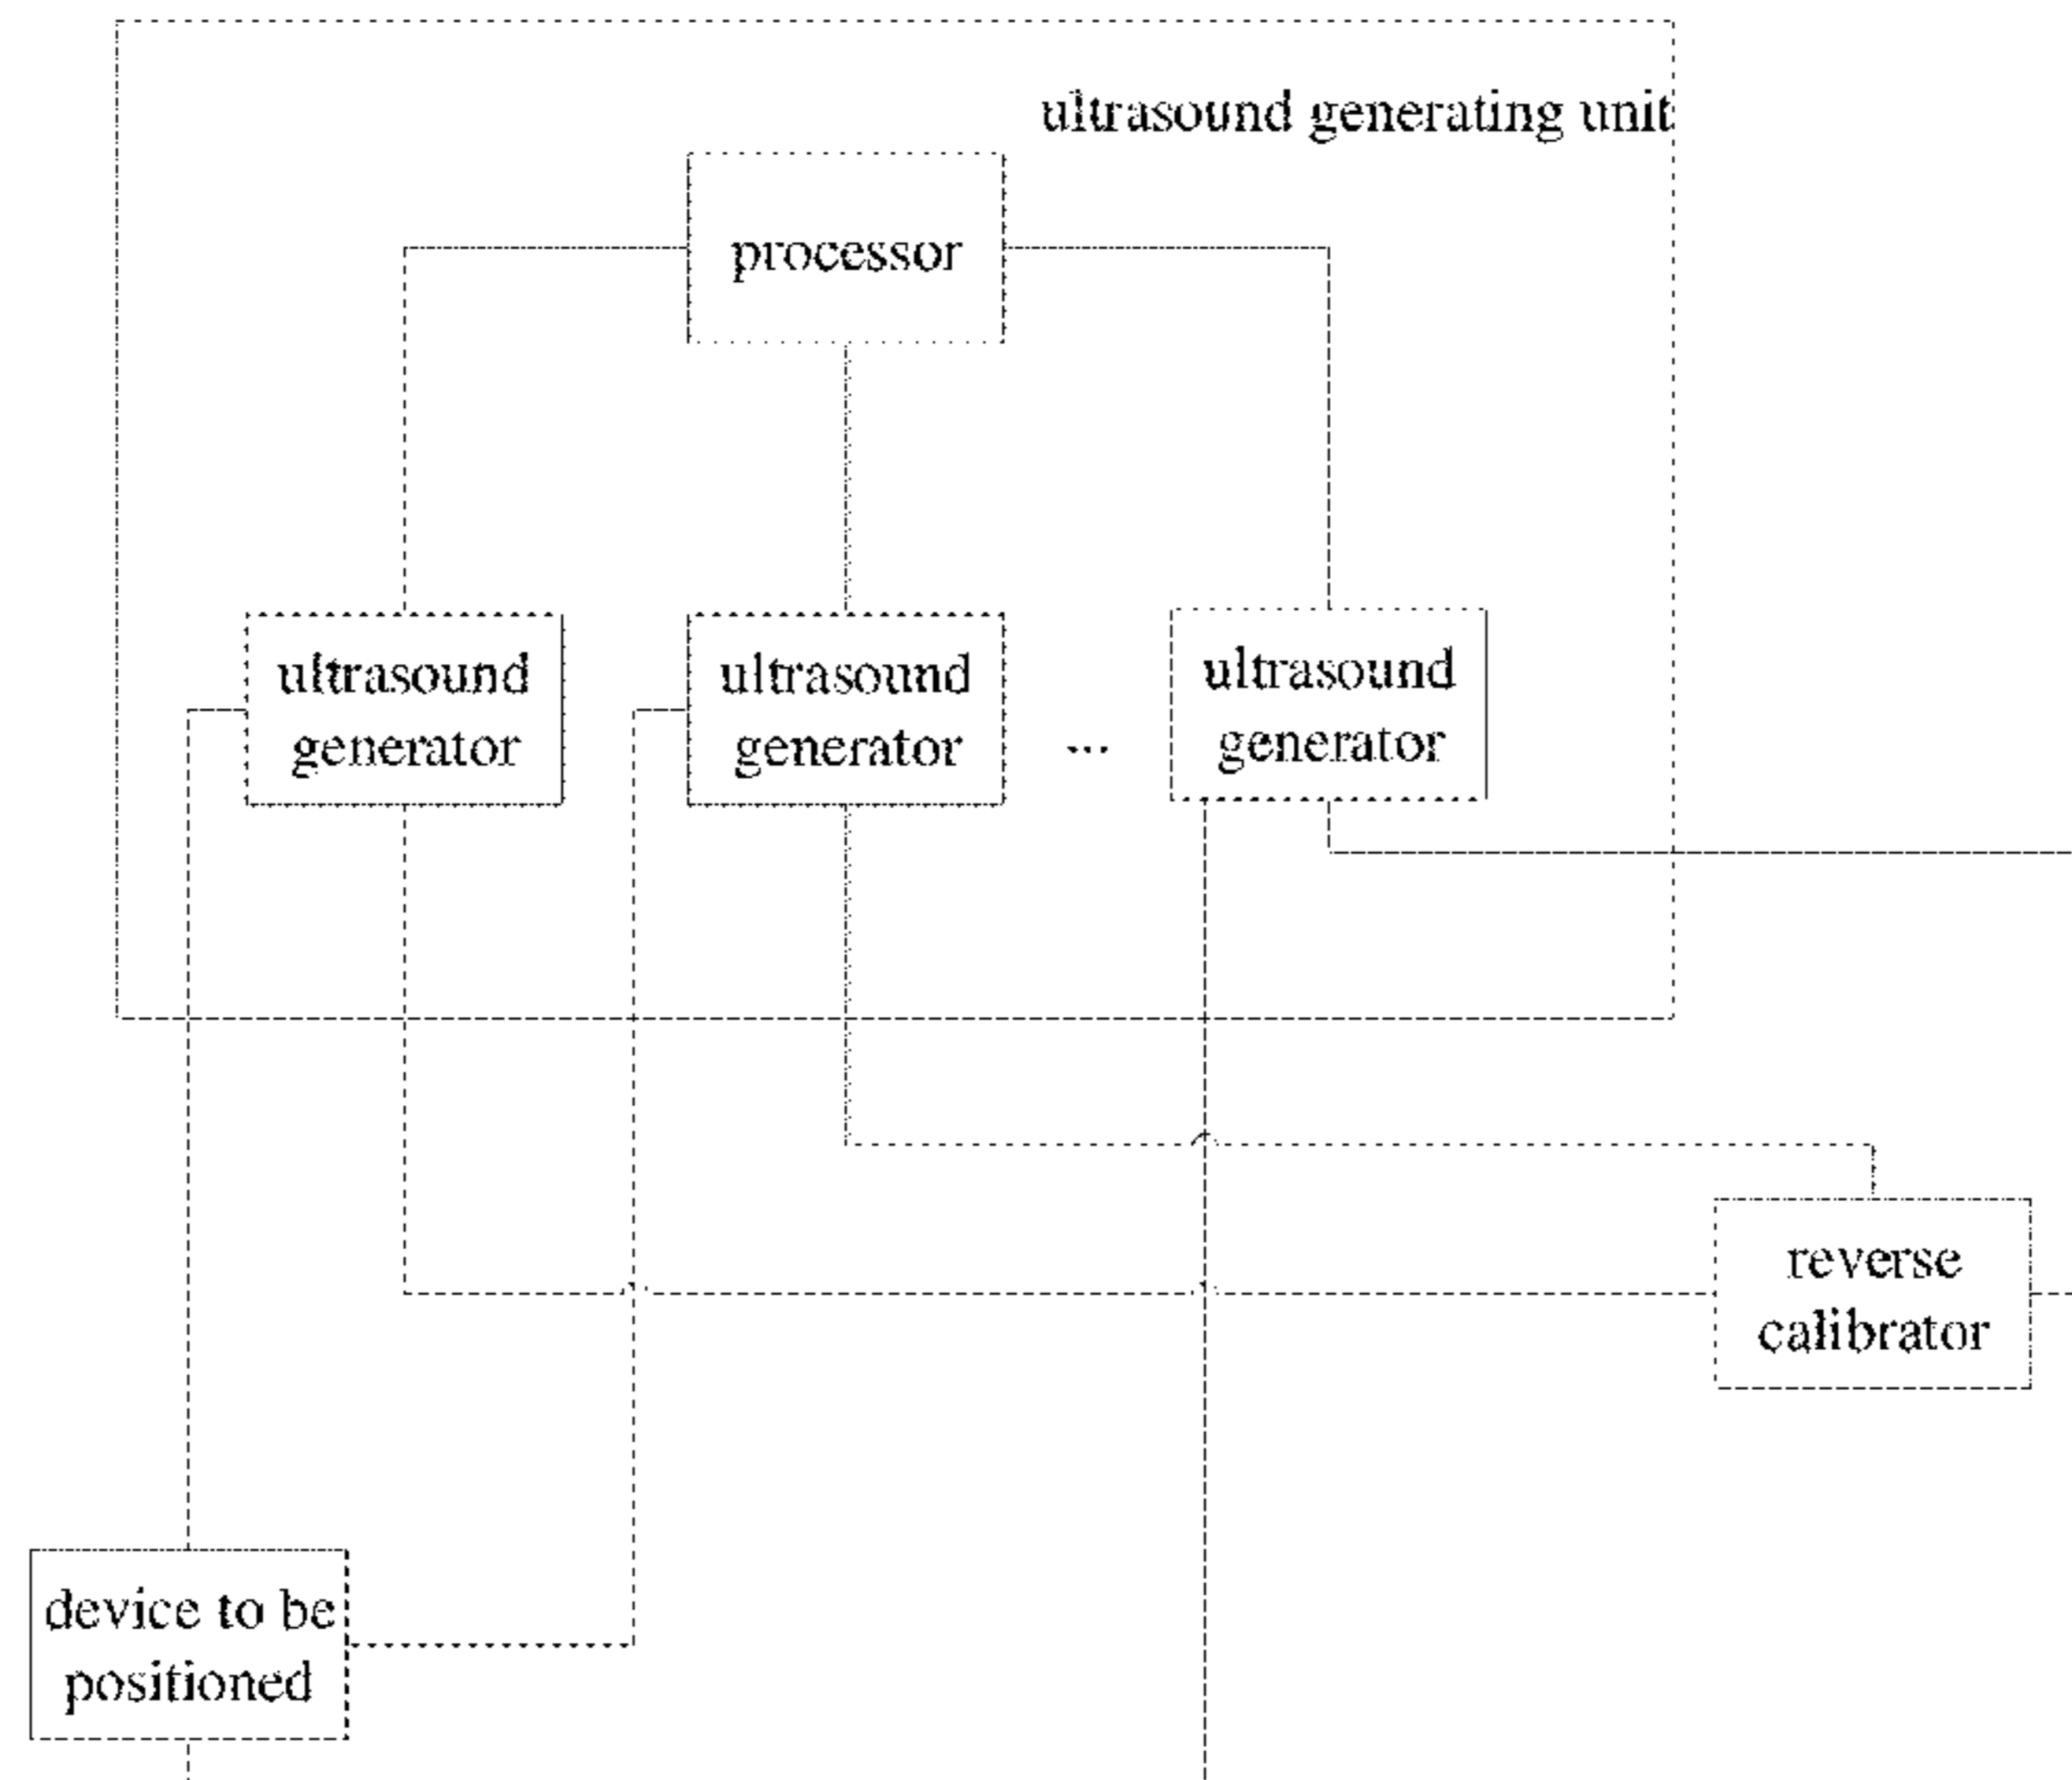 ultrasound generating unit
processor
ultrasound
generator
ultrasound
generator
...
ultrasound
generator
reverse
calibrator
device to be
positioned